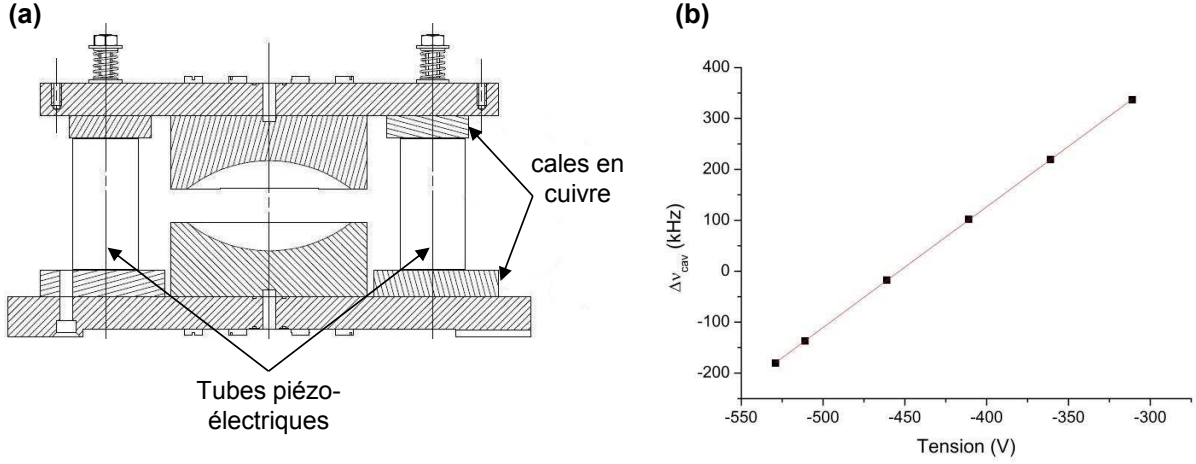 (a)
cales en
cuivre
Tubes piézo-
électriques
(b)
400
300
200
100
0
-100
-200
Δνcav (kHz)
-550 -500 -450 -400 -350 -300
Tension (V)